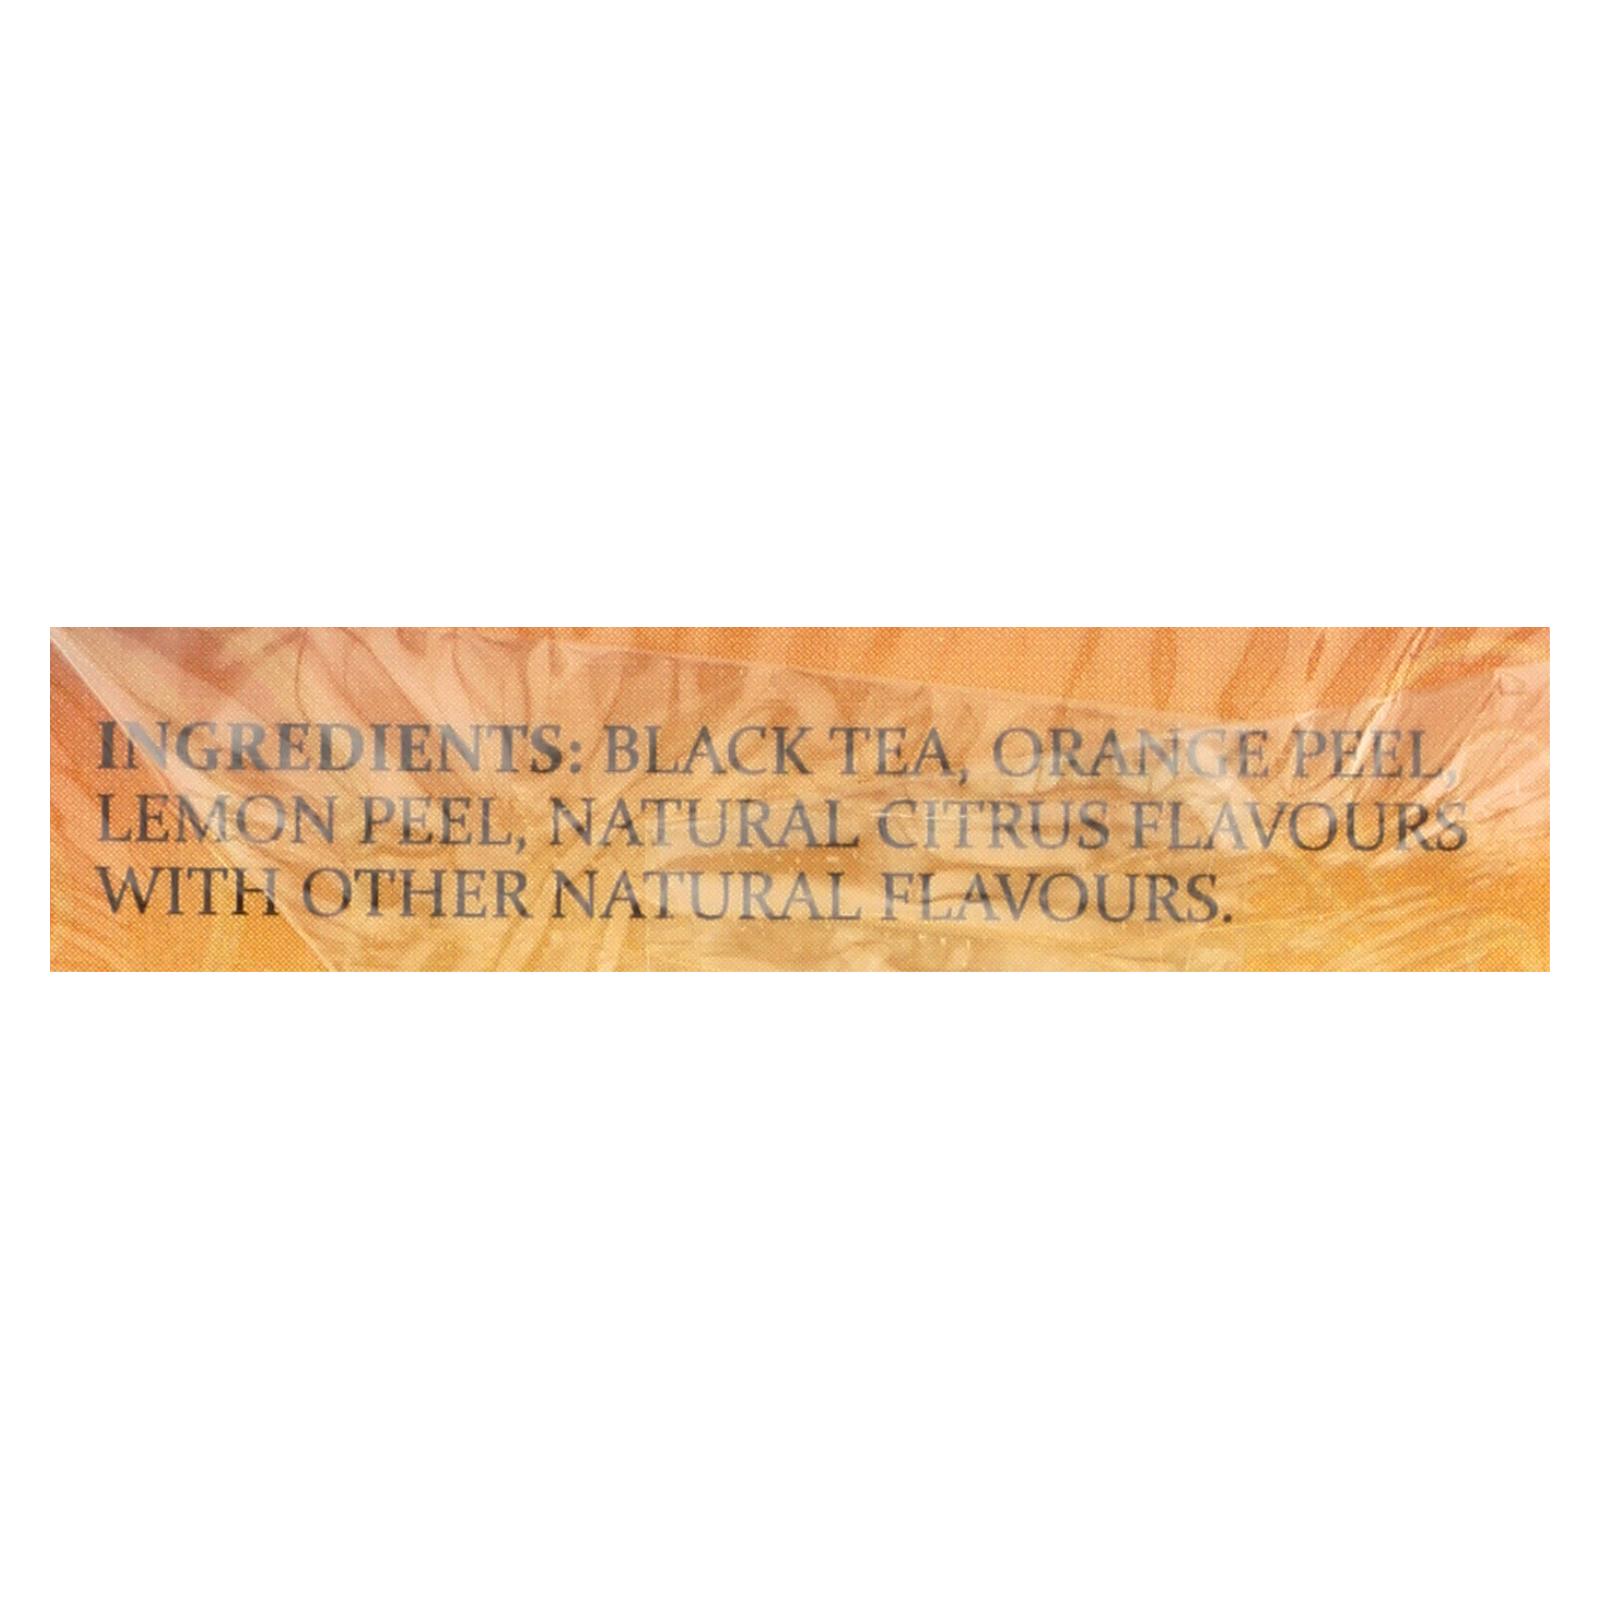 INGREDIENTS: BLACK TEA, ORANGE PEEL,
LEMON PEEL, NATURAL CITRUS FLAVOURS
WITH OTHER NATURAL FLAVOURS.